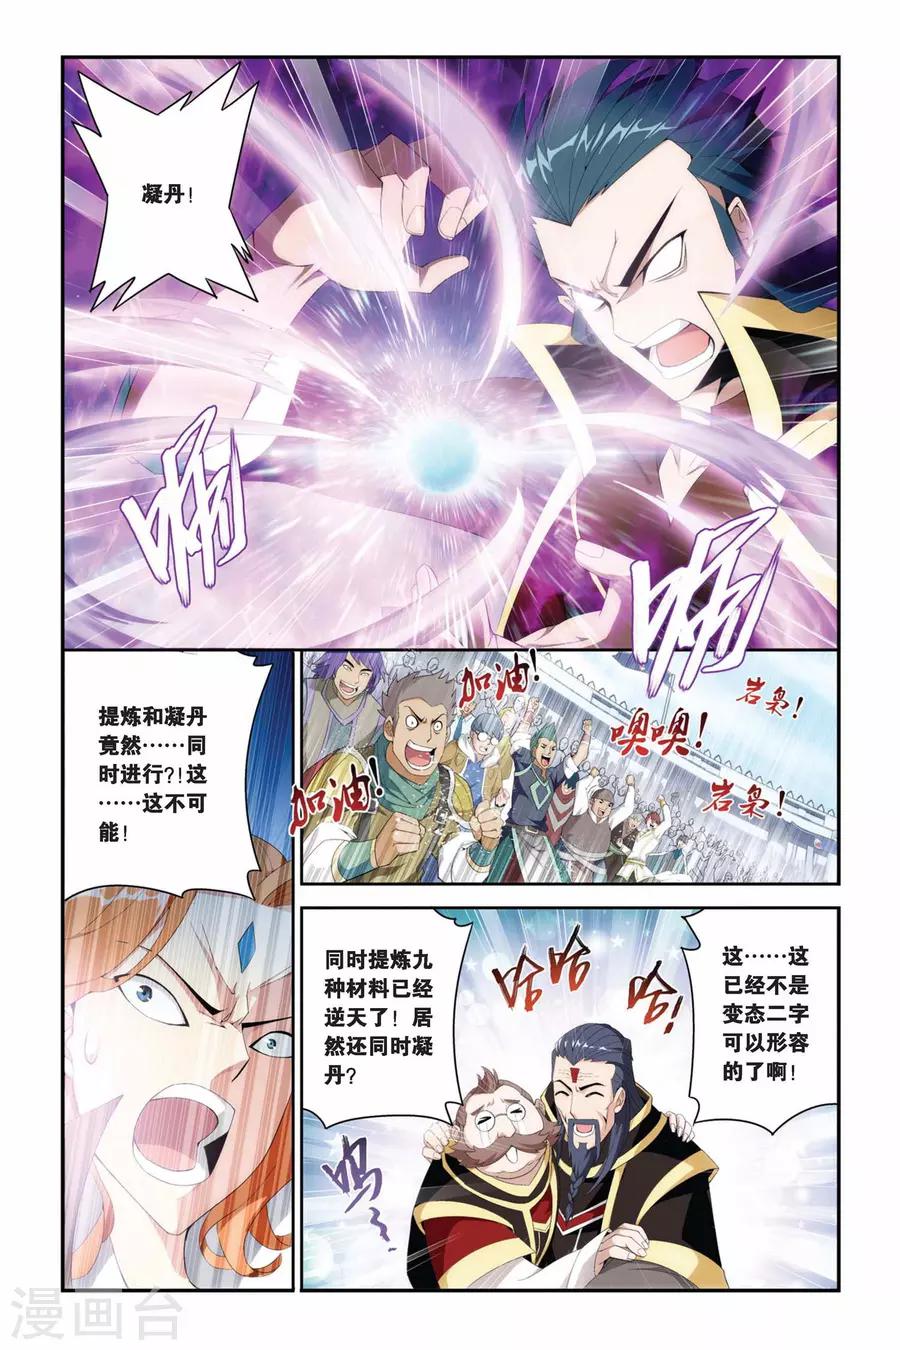 凝丹！
啊
啊
提炼和凝丹
竟然……同
时进行?!这
……这不可
能！
加油！
加油！
噢噢！
岩枭！
岩枭！
同时提炼九
种材料已经
逆天了！居
然还同时凝
丹？
哈哈
哈！
这……这
已经不是
变态二字
可以形容
的了啊！
呜~
漫画台